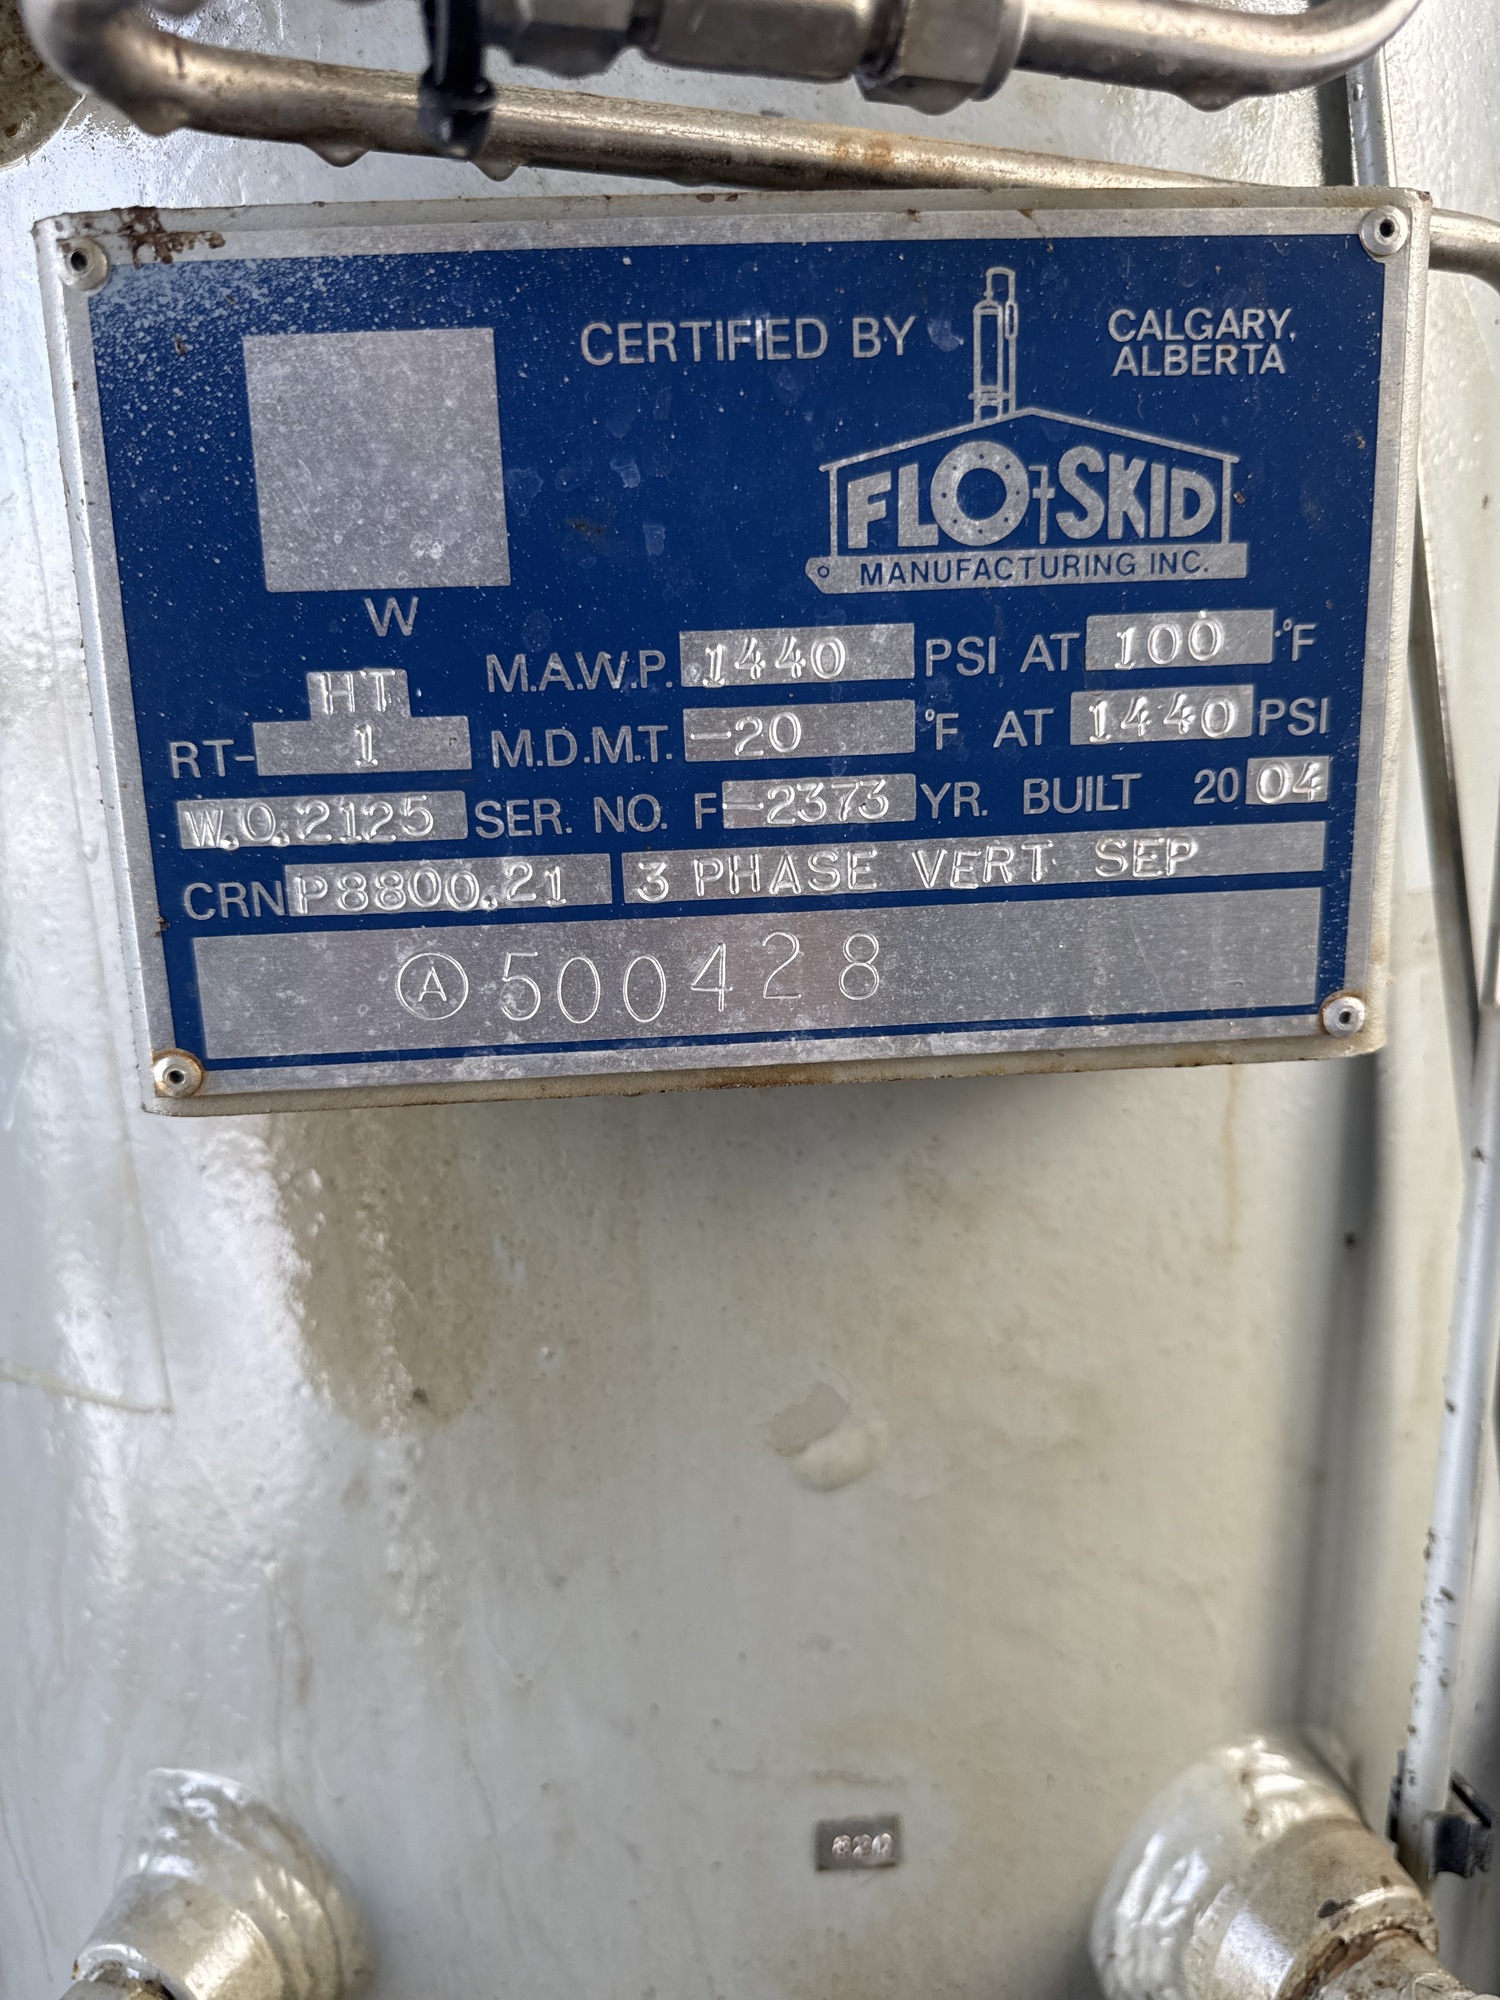 CERTIFIED BY
CALGARY,
ALBERTA
FLO-SKID
MANUFACTURING INC.
W
HT
RT- 1
M.A.W.P. 1440 PSI AT 100 °F
M.D.M.T. -20 °F AT 1440 PSI
W.O.2125 SER. NO. F-2373 YR. BUILT 2004
CRN P8800.21 3 PHASE VERT SEP
Ⓐ 500428